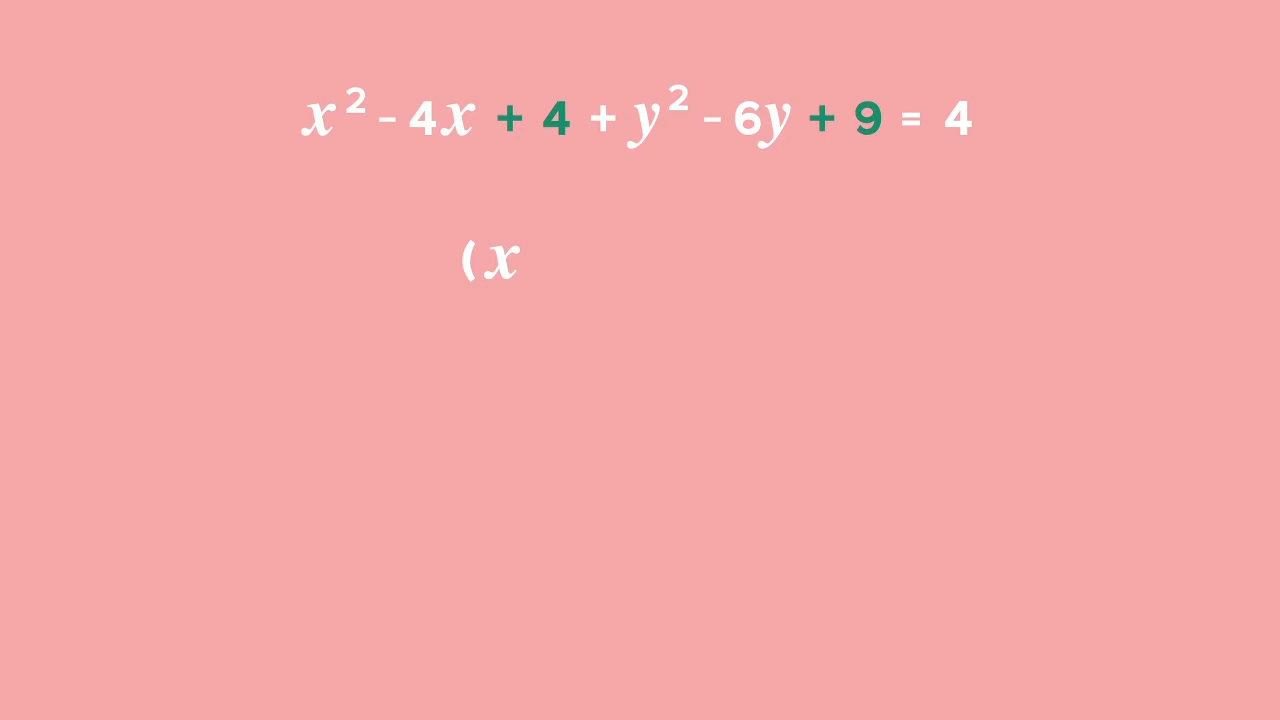 x² - 4x + 4 + y² - 6y + 9 = 4
(x